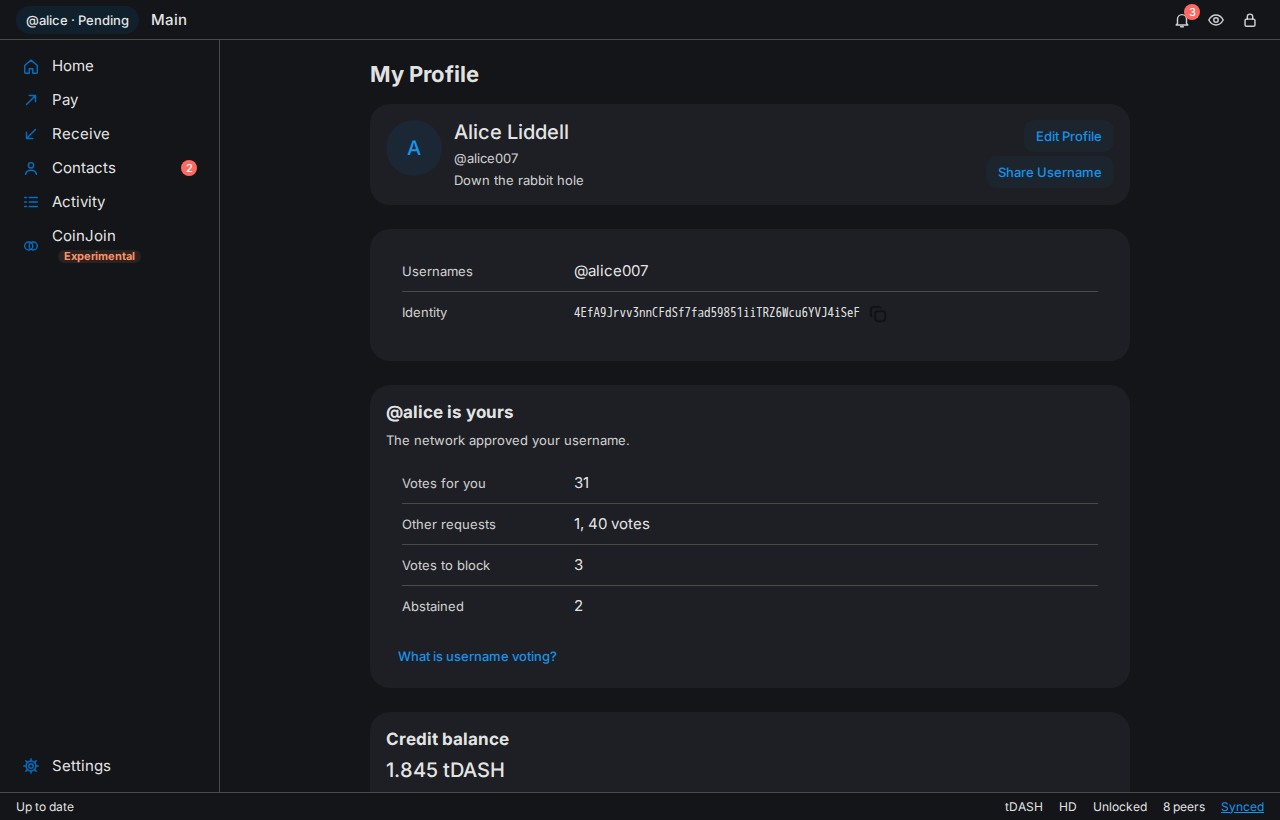 @alice · Pending Main 3
Home
Pay
Receive
Contacts 2
Activity
CoinJoin
Experimental
Settings
My Profile
A
Alice Liddell
@alice007
Down the rabbit hole
Edit Profile
Share Username
Usernames @alice007
Identity 4EfA9Jrvv3nnCFdSf7fad59851iiTRZ6Wcu6YVJ4iSeF
@alice is yours
The network approved your username.
Votes for you 31
Other requests 1, 40 votes
Votes to block 3
Abstained 2
What is username voting?
Credit balance
1.845 tDASH
Up to date tDASH HD Unlocked 8 peers Synced